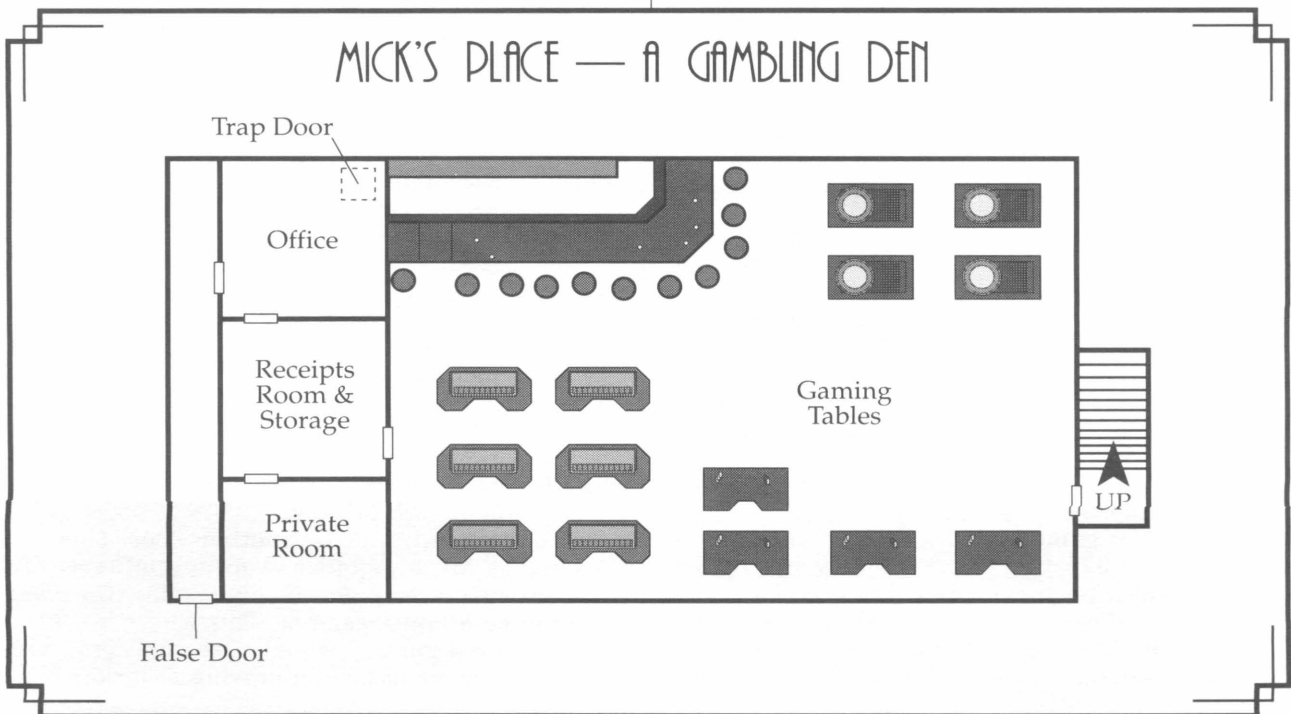 MICK'S PLACE — A GAMBLING DEN
Trap Door
Office
Receipts
Room &
Storage
Gaming
Tables
Private
Room
UP
False Door